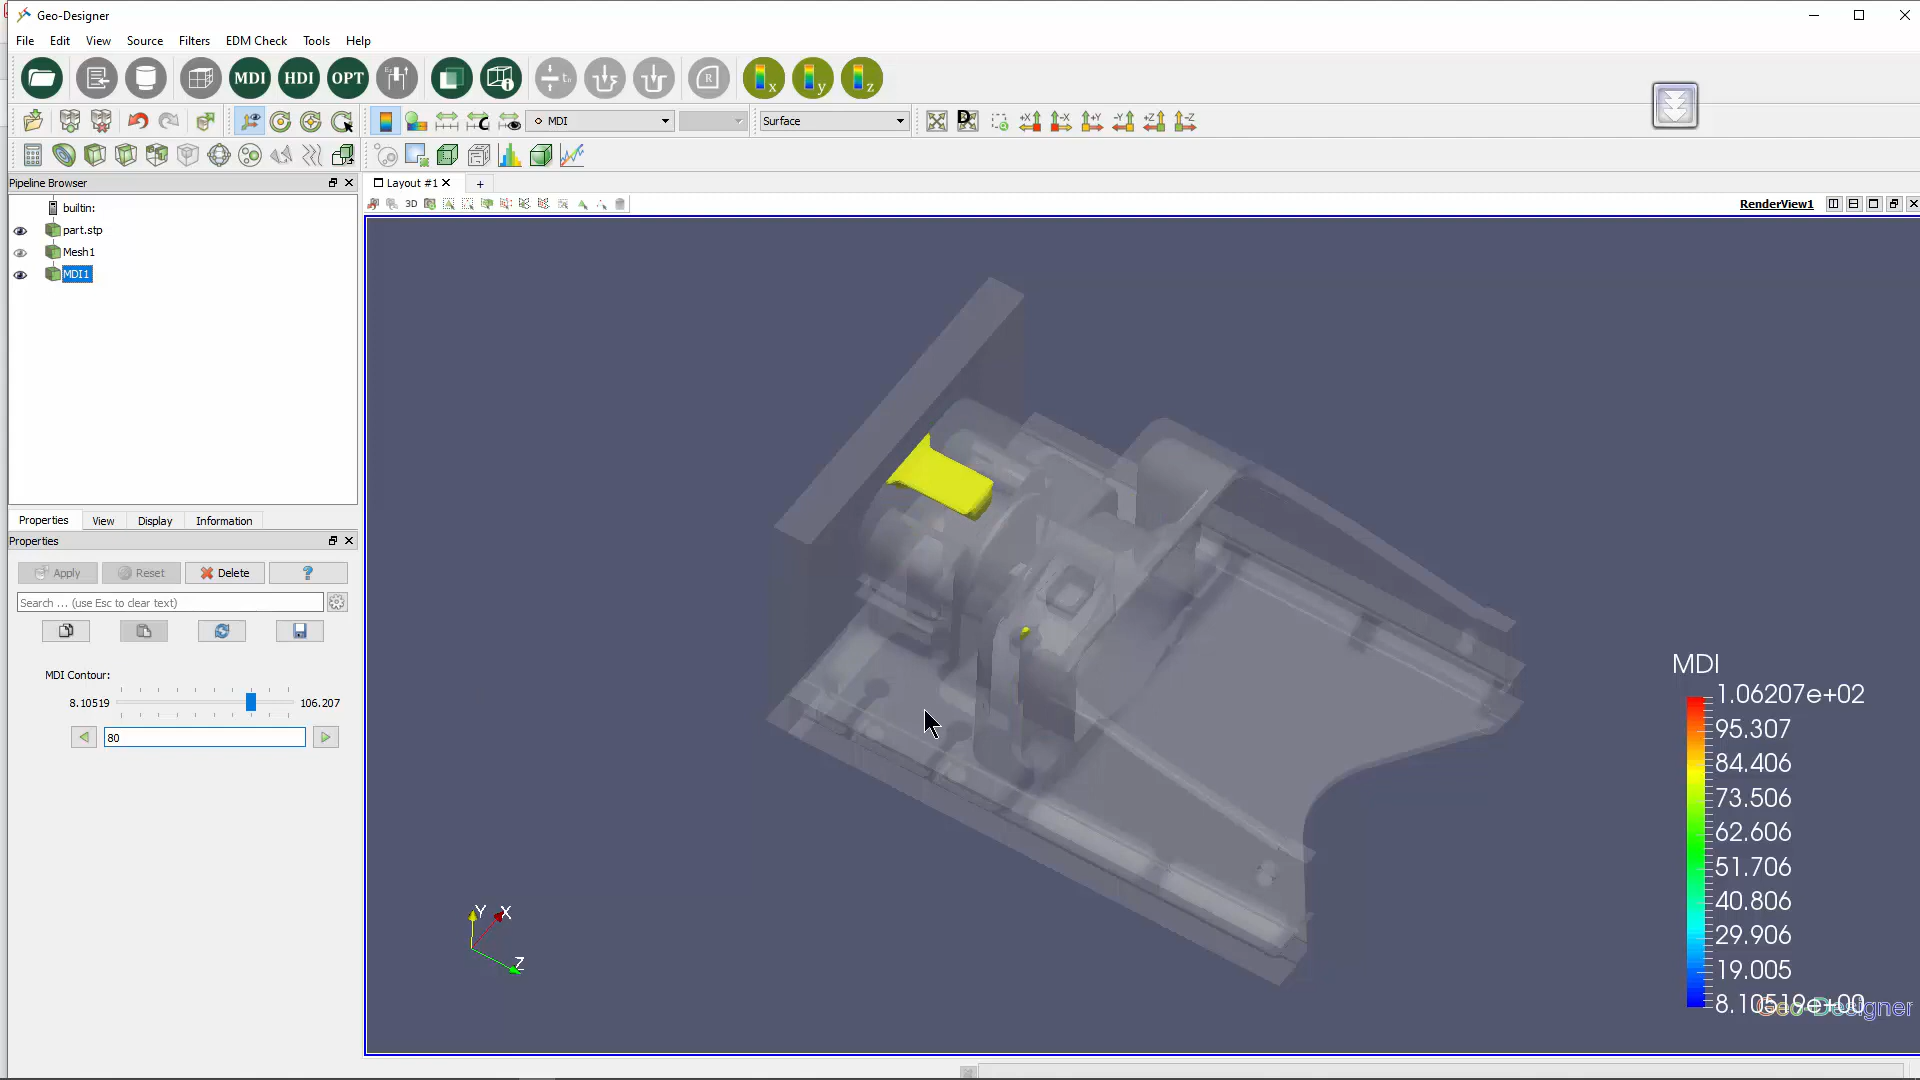 Geo-Designer
File Edit View Source Filters EDM Check Tools Help
MDI HDI OPT R x y z
MDI Surface D +X -X +Y -Y +Z -Z
Pipeline Browser
Layout #1 +
3D
RenderView1
builtin:
part.stp
Mesh1
MDI1
Properties View Display Information
Properties
Apply Reset Delete ?
Search ... (use Esc to clear text)
MDI Contour:
8.10519 106.207
80
Y X
Z
MDI
1.06207e+02
95.307
84.406
73.506
62.606
51.706
40.806
29.906
19.005
8.10519e+00
Geo-Designer